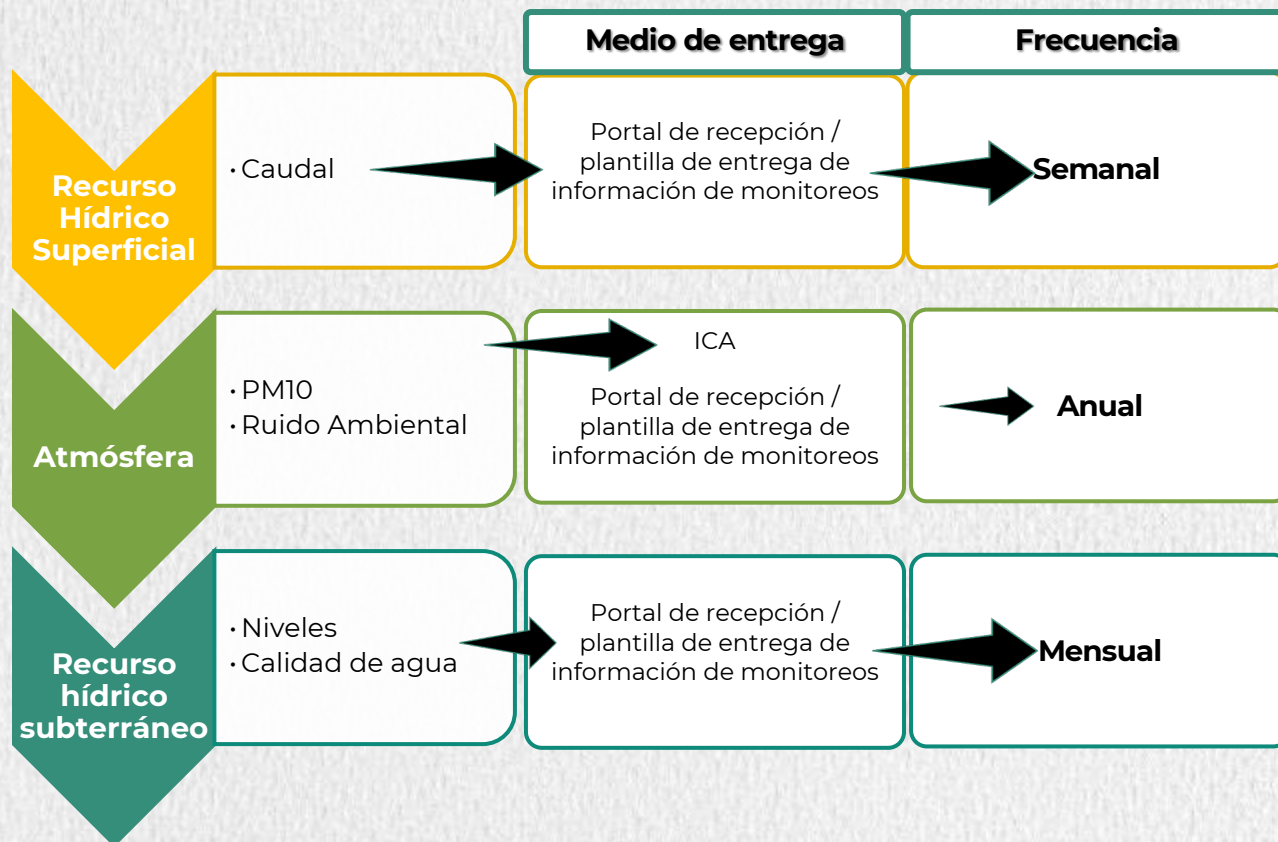 Medio de entrega
Frecuencia
Recurso
Hídrico
Superficial
· Caudal
Portal de recepción /
plantilla de entrega de
información de monitoreos
Semanal
Atmósfera
· PM10
· Ruido Ambiental
ICA
Portal de recepción /
plantilla de entrega de
información de monitoreos
Anual
Recurso
hídrico
subterráneo
· Niveles
· Calidad de agua
Portal de recepción /
plantilla de entrega de
información de monitoreos
Mensual